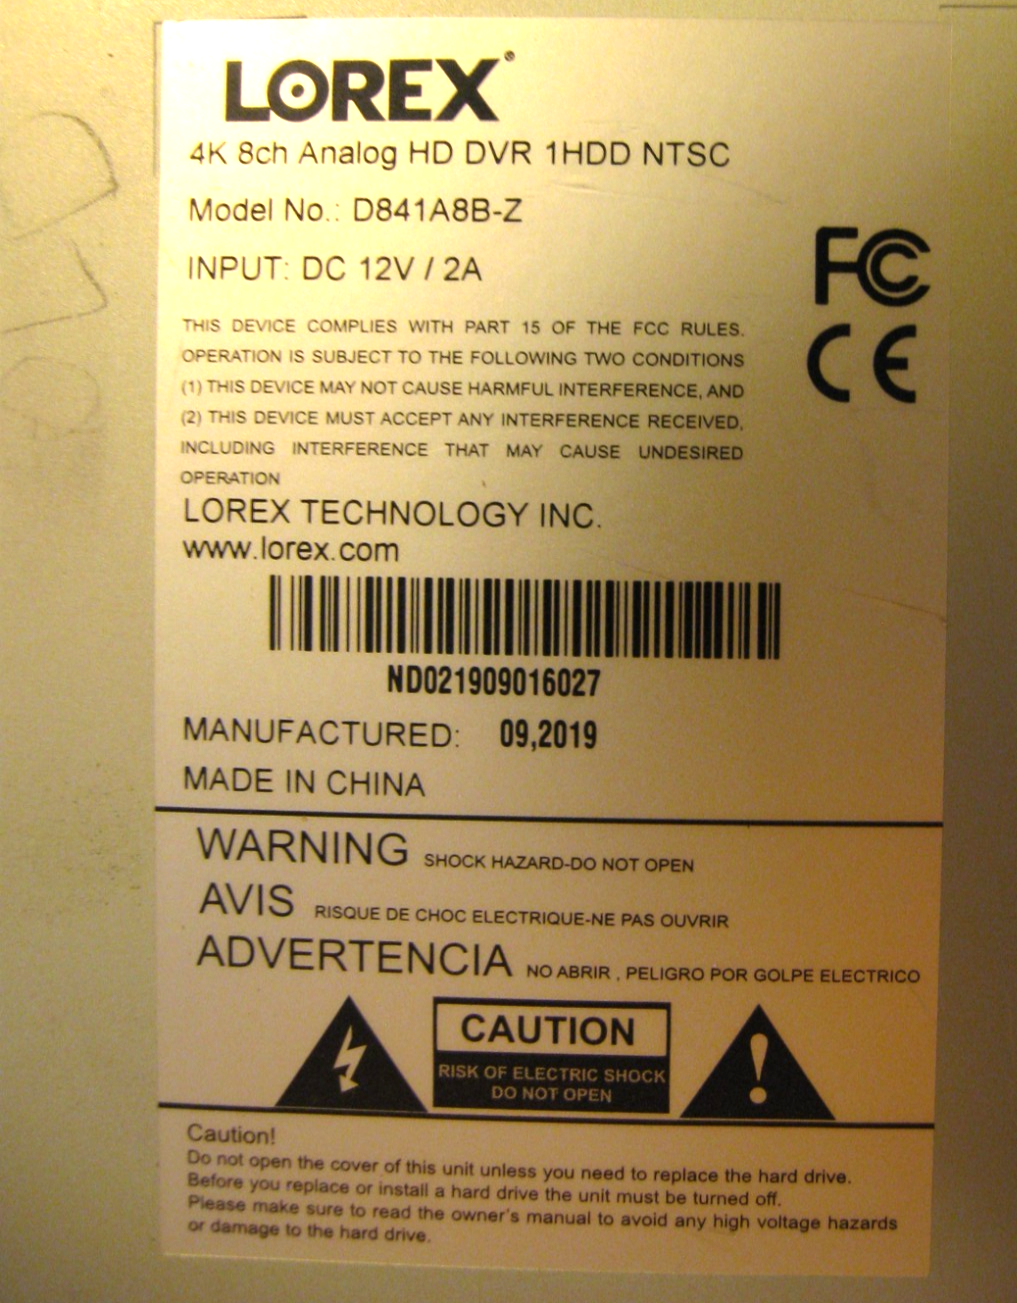 LOREX®
4K 8ch Analog HD DVR 1HDD NTSC
Model No.: D841A8B-Z
INPUT: DC 12V / 2A
FCC
CE
THIS DEVICE COMPLIES WITH PART 15 OF THE FCC RULES.
OPERATION IS SUBJECT TO THE FOLLOWING TWO CONDITIONS
(1) THIS DEVICE MAY NOT CAUSE HARMFUL INTERFERENCE, AND
(2) THIS DEVICE MUST ACCEPT ANY INTERFERENCE RECEIVED,
INCLUDING INTERFERENCE THAT MAY CAUSE UNDESIRED
OPERATION
LOREX TECHNOLOGY INC.
www.lorex.com
ND021909016027
MANUFACTURED: 09,2019
MADE IN CHINA
WARNING SHOCK HAZARD-DO NOT OPEN
AVIS RISQUE DE CHOC ELECTRIQUE-NE PAS OUVRIR
ADVERTENCIA NO ABRIR , PELIGRO POR GOLPE ELECTRICO
CAUTION
RISK OF ELECTRIC SHOCK
DO NOT OPEN
Caution!
Do not open the cover of this unit unless you need to replace the hard drive.
Before you replace or install a hard drive the unit must be turned off.
Please make sure to read the owner's manual to avoid any high voltage hazards
or damage to the hard drive.